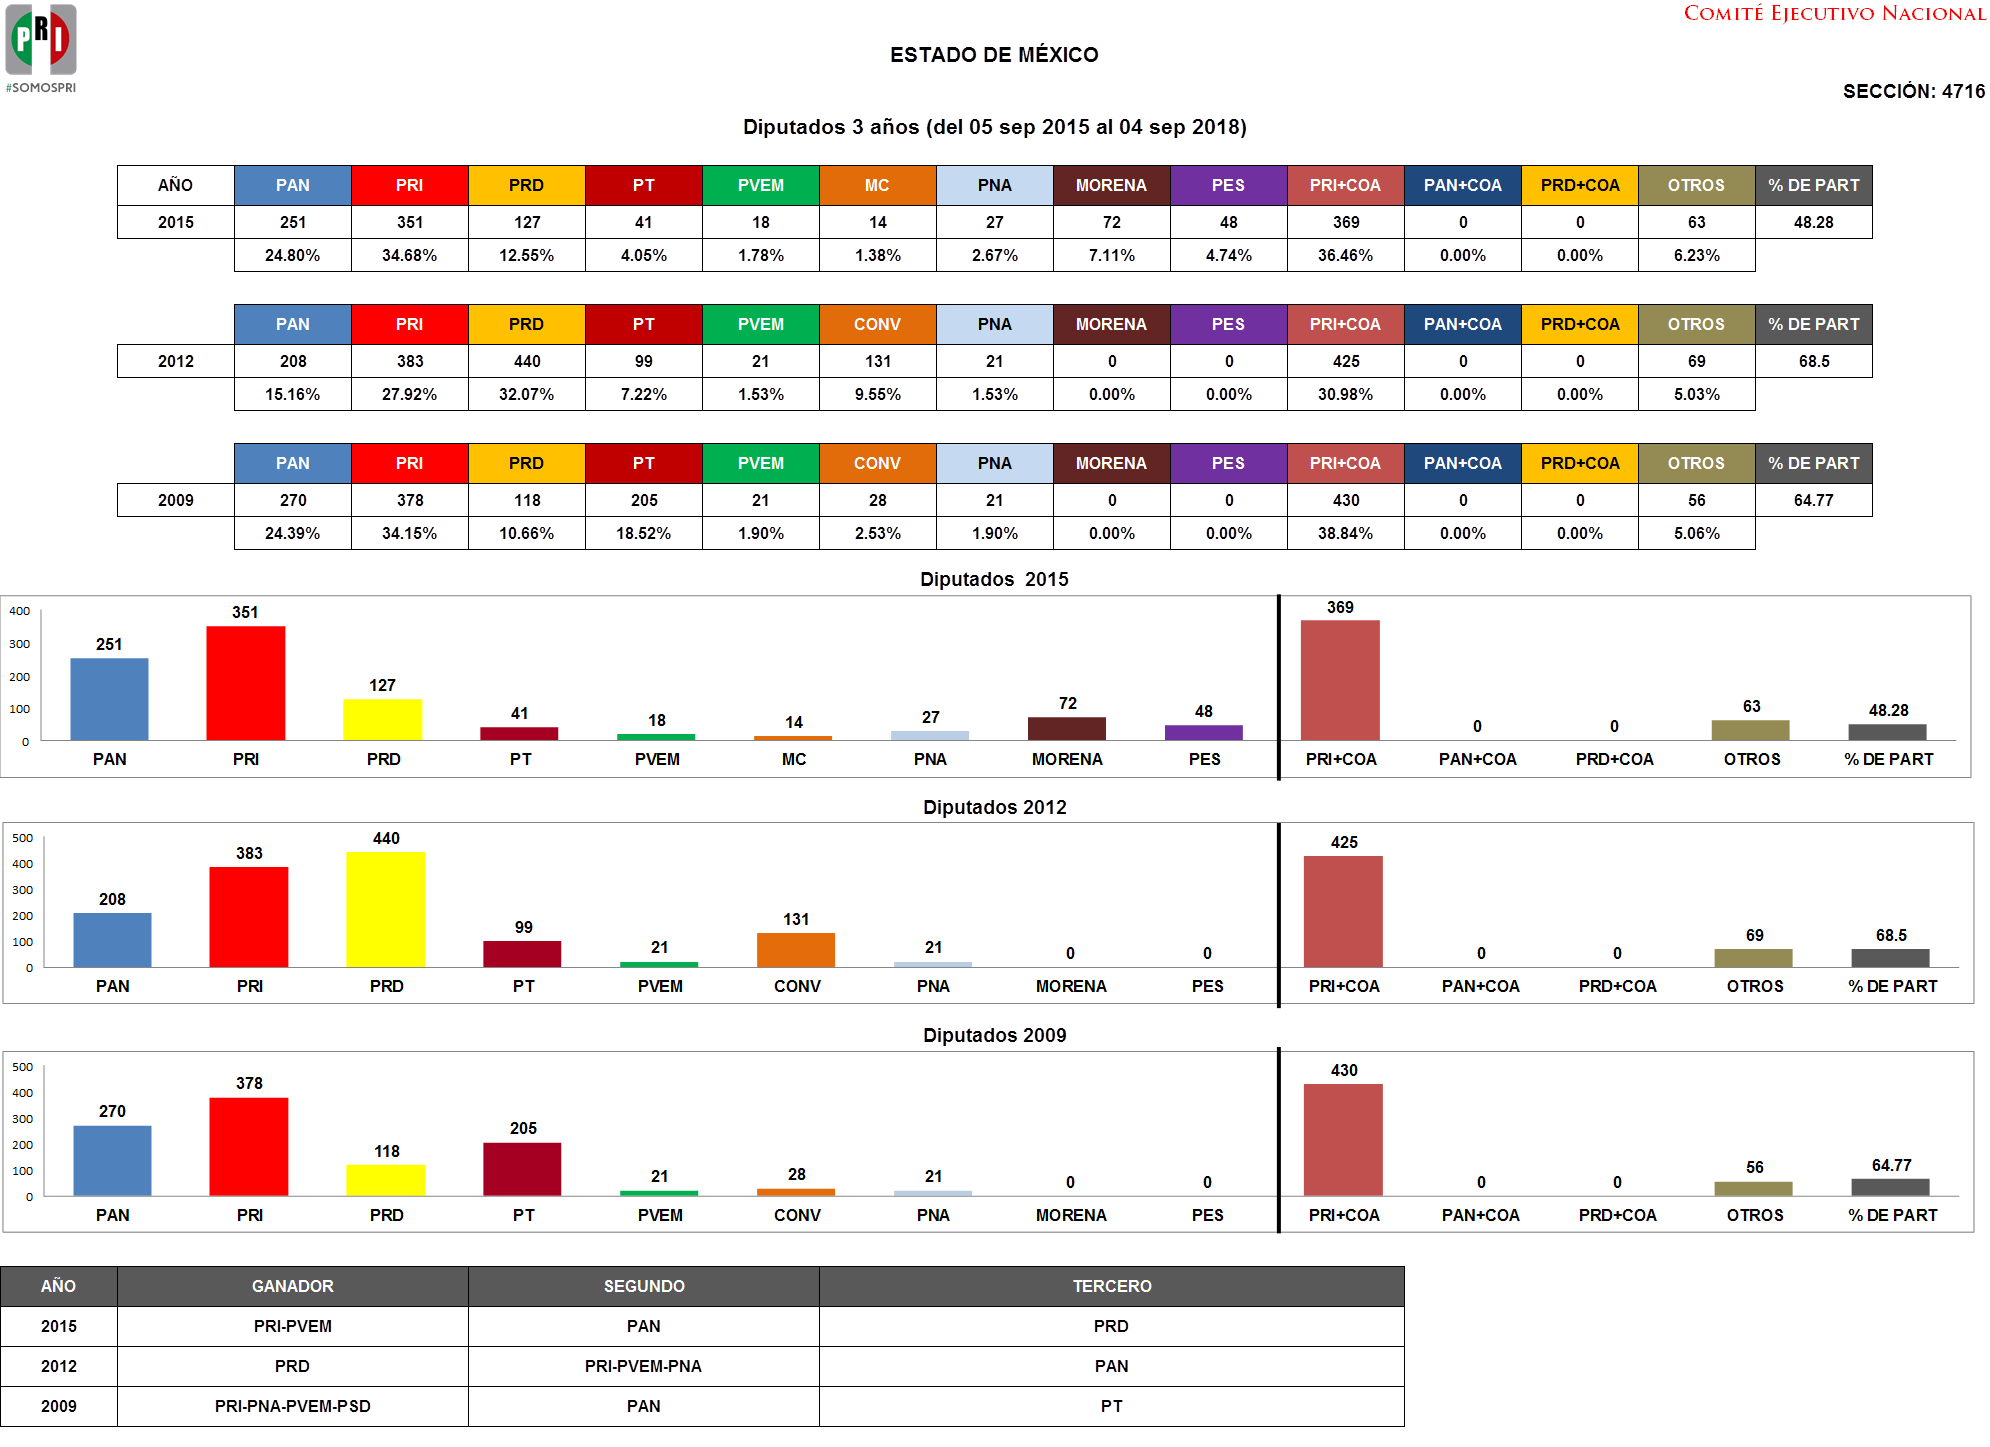 PRI
#SOMOSPRI
COMITÉ EJECUTIVO NACIONAL
ESTADO DE MÉXICO
SECCIÓN: 4716
Diputados 3 años (del 05 sep 2015 al 04 sep 2018)
AÑO PAN PRI PRD PT PVEM MC PNA MORENA PES PRI+COA PAN+COA PRD+COA OTROS % DE PART
2015 251 351 127 41 18 14 27 72 48 369 0 0 63 48.28
24.80% 34.68% 12.55% 4.05% 1.78% 1.38% 2.67% 7.11% 4.74% 36.46% 0.00% 0.00% 6.23%
PAN PRI PRD PT PVEM CONV PNA MORENA PES PRI+COA PAN+COA PRD+COA OTROS % DE PART
2012 208 383 440 99 21 131 21 0 0 425 0 0 69 68.5
15.16% 27.92% 32.07% 7.22% 1.53% 9.55% 1.53% 0.00% 0.00% 30.98% 0.00% 0.00% 5.03%
PAN PRI PRD PT PVEM CONV PNA MORENA PES PRI+COA PAN+COA PRD+COA OTROS % DE PART
2009 270 378 118 205 21 28 21 0 0 430 0 0 56 64.77
24.39% 34.15% 10.66% 18.52% 1.90% 2.53% 1.90% 0.00% 0.00% 38.84% 0.00% 0.00% 5.06%
Diputados 2015
400
300
200
100
0
251 351 127 41 18 14 27 72 48 369 0 0 63 48.28
PAN PRI PRD PT PVEM MC PNA MORENA PES PRI+COA PAN+COA PRD+COA OTROS % DE PART
Diputados 2012
500
400
300
200
100
0
208 383 440 99 21 131 21 0 0 425 0 0 69 68.5
PAN PRI PRD PT PVEM CONV PNA MORENA PES PRI+COA PAN+COA PRD+COA OTROS % DE PART
Diputados 2009
500
400
300
200
100
0
270 378 118 205 21 28 21 0 0 430 0 0 56 64.77
PAN PRI PRD PT PVEM CONV PNA MORENA PES PRI+COA PAN+COA PRD+COA OTROS % DE PART
AÑO GANADOR SEGUNDO TERCERO
2015 PRI-PVEM PAN PRD
2012 PRD PRI-PVEM-PNA PAN
2009 PRI-PNA-PVEM-PSD PAN PT